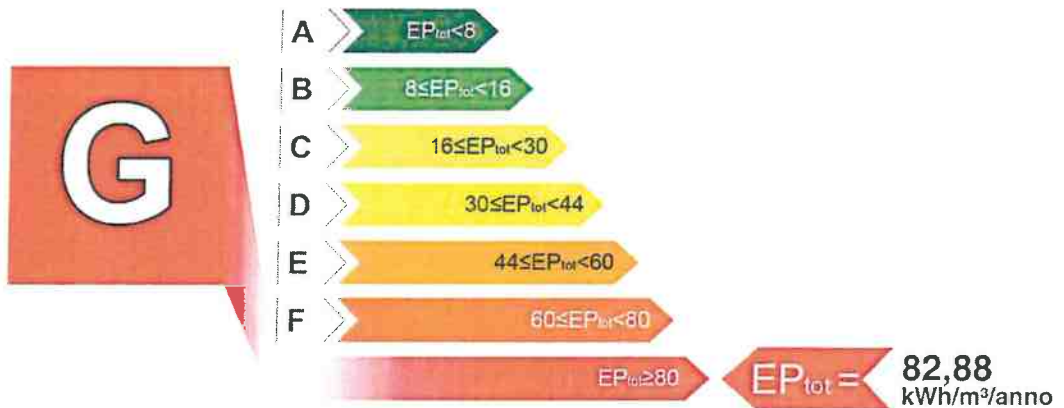 A EPtot<8
B 8≤EPtot<16
G
C 16≤EPtot<30
D 30≤EPtot<44
E 44≤EPtot<60
F 60≤EPtot<80
EPtot≥80 EPtot = 82,88
kWh/m³/anno